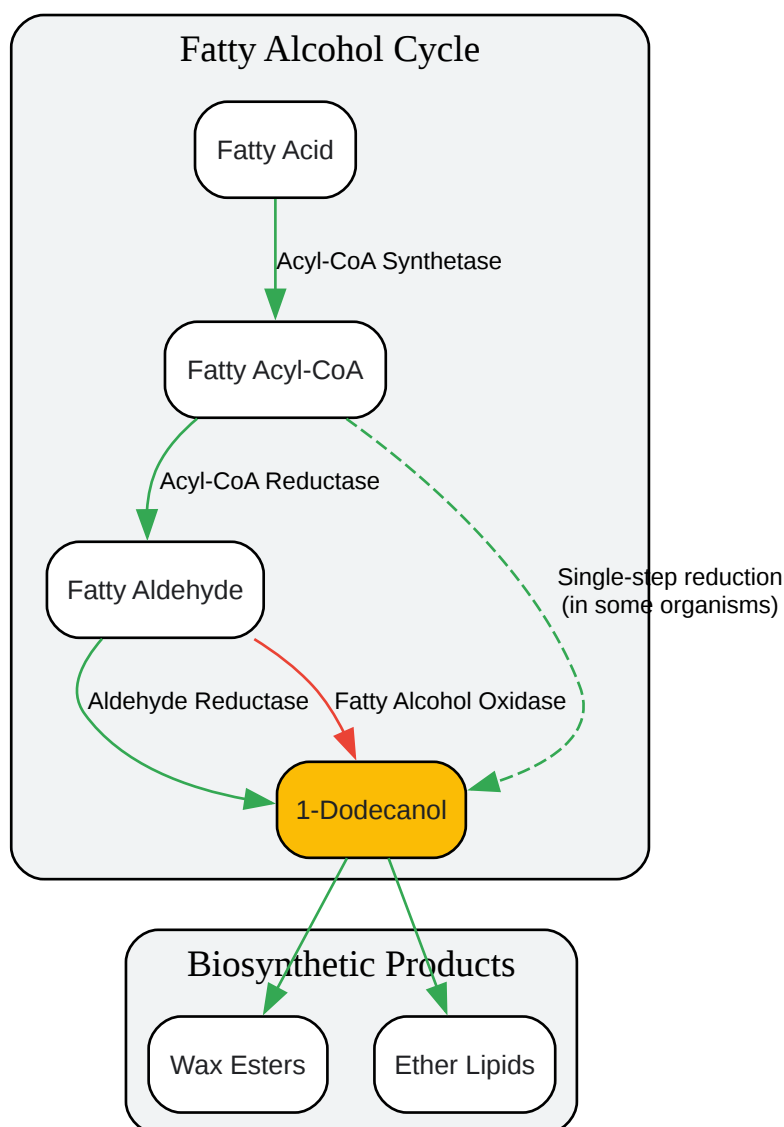 Fatty Alcohol Cycle
Fatty Acid
Acyl-CoA Synthetase
Fatty Acyl-CoA
Acyl-CoA Reductase
Fatty Aldehyde
Single-step reduction
(in some organisms)
Aldehyde Reductase
Fatty Alcohol Oxidase
1-Dodecanol
Biosynthetic Products
Wax Esters
Ether Lipids